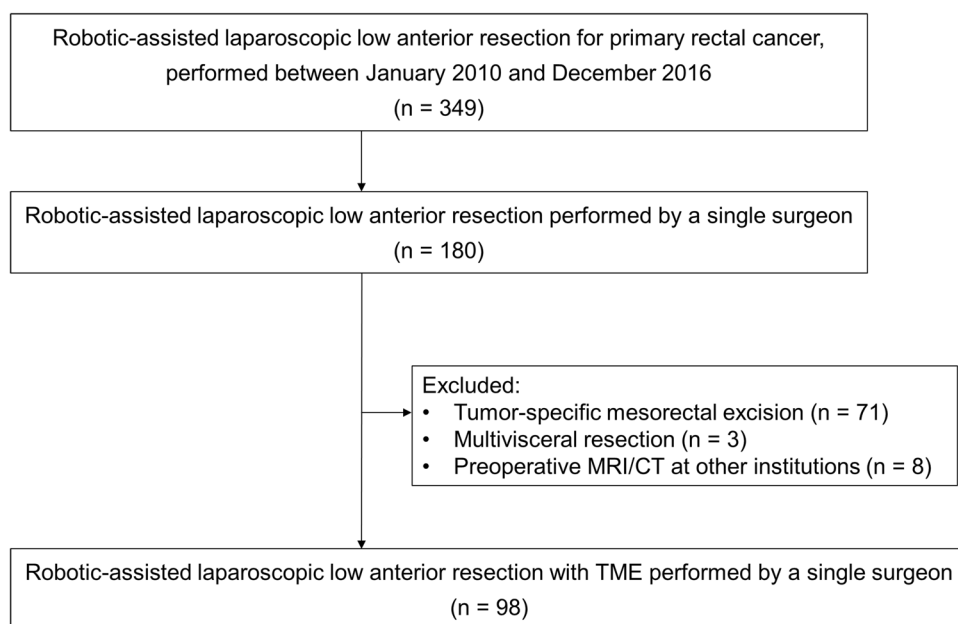 Robotic-assisted laparoscopic low anterior resection for primary rectal cancer,
performed between January 2010 and December 2016
(n = 349)
Robotic-assisted laparoscopic low anterior resection performed by a single surgeon
(n = 180)
Excluded:
• Tumor-specific mesorectal excision (n = 71)
• Multivisceral resection (n = 3)
• Preoperative MRI/CT at other institutions (n = 8)
Robotic-assisted laparoscopic low anterior resection with TME performed by a single surgeon
(n = 98)